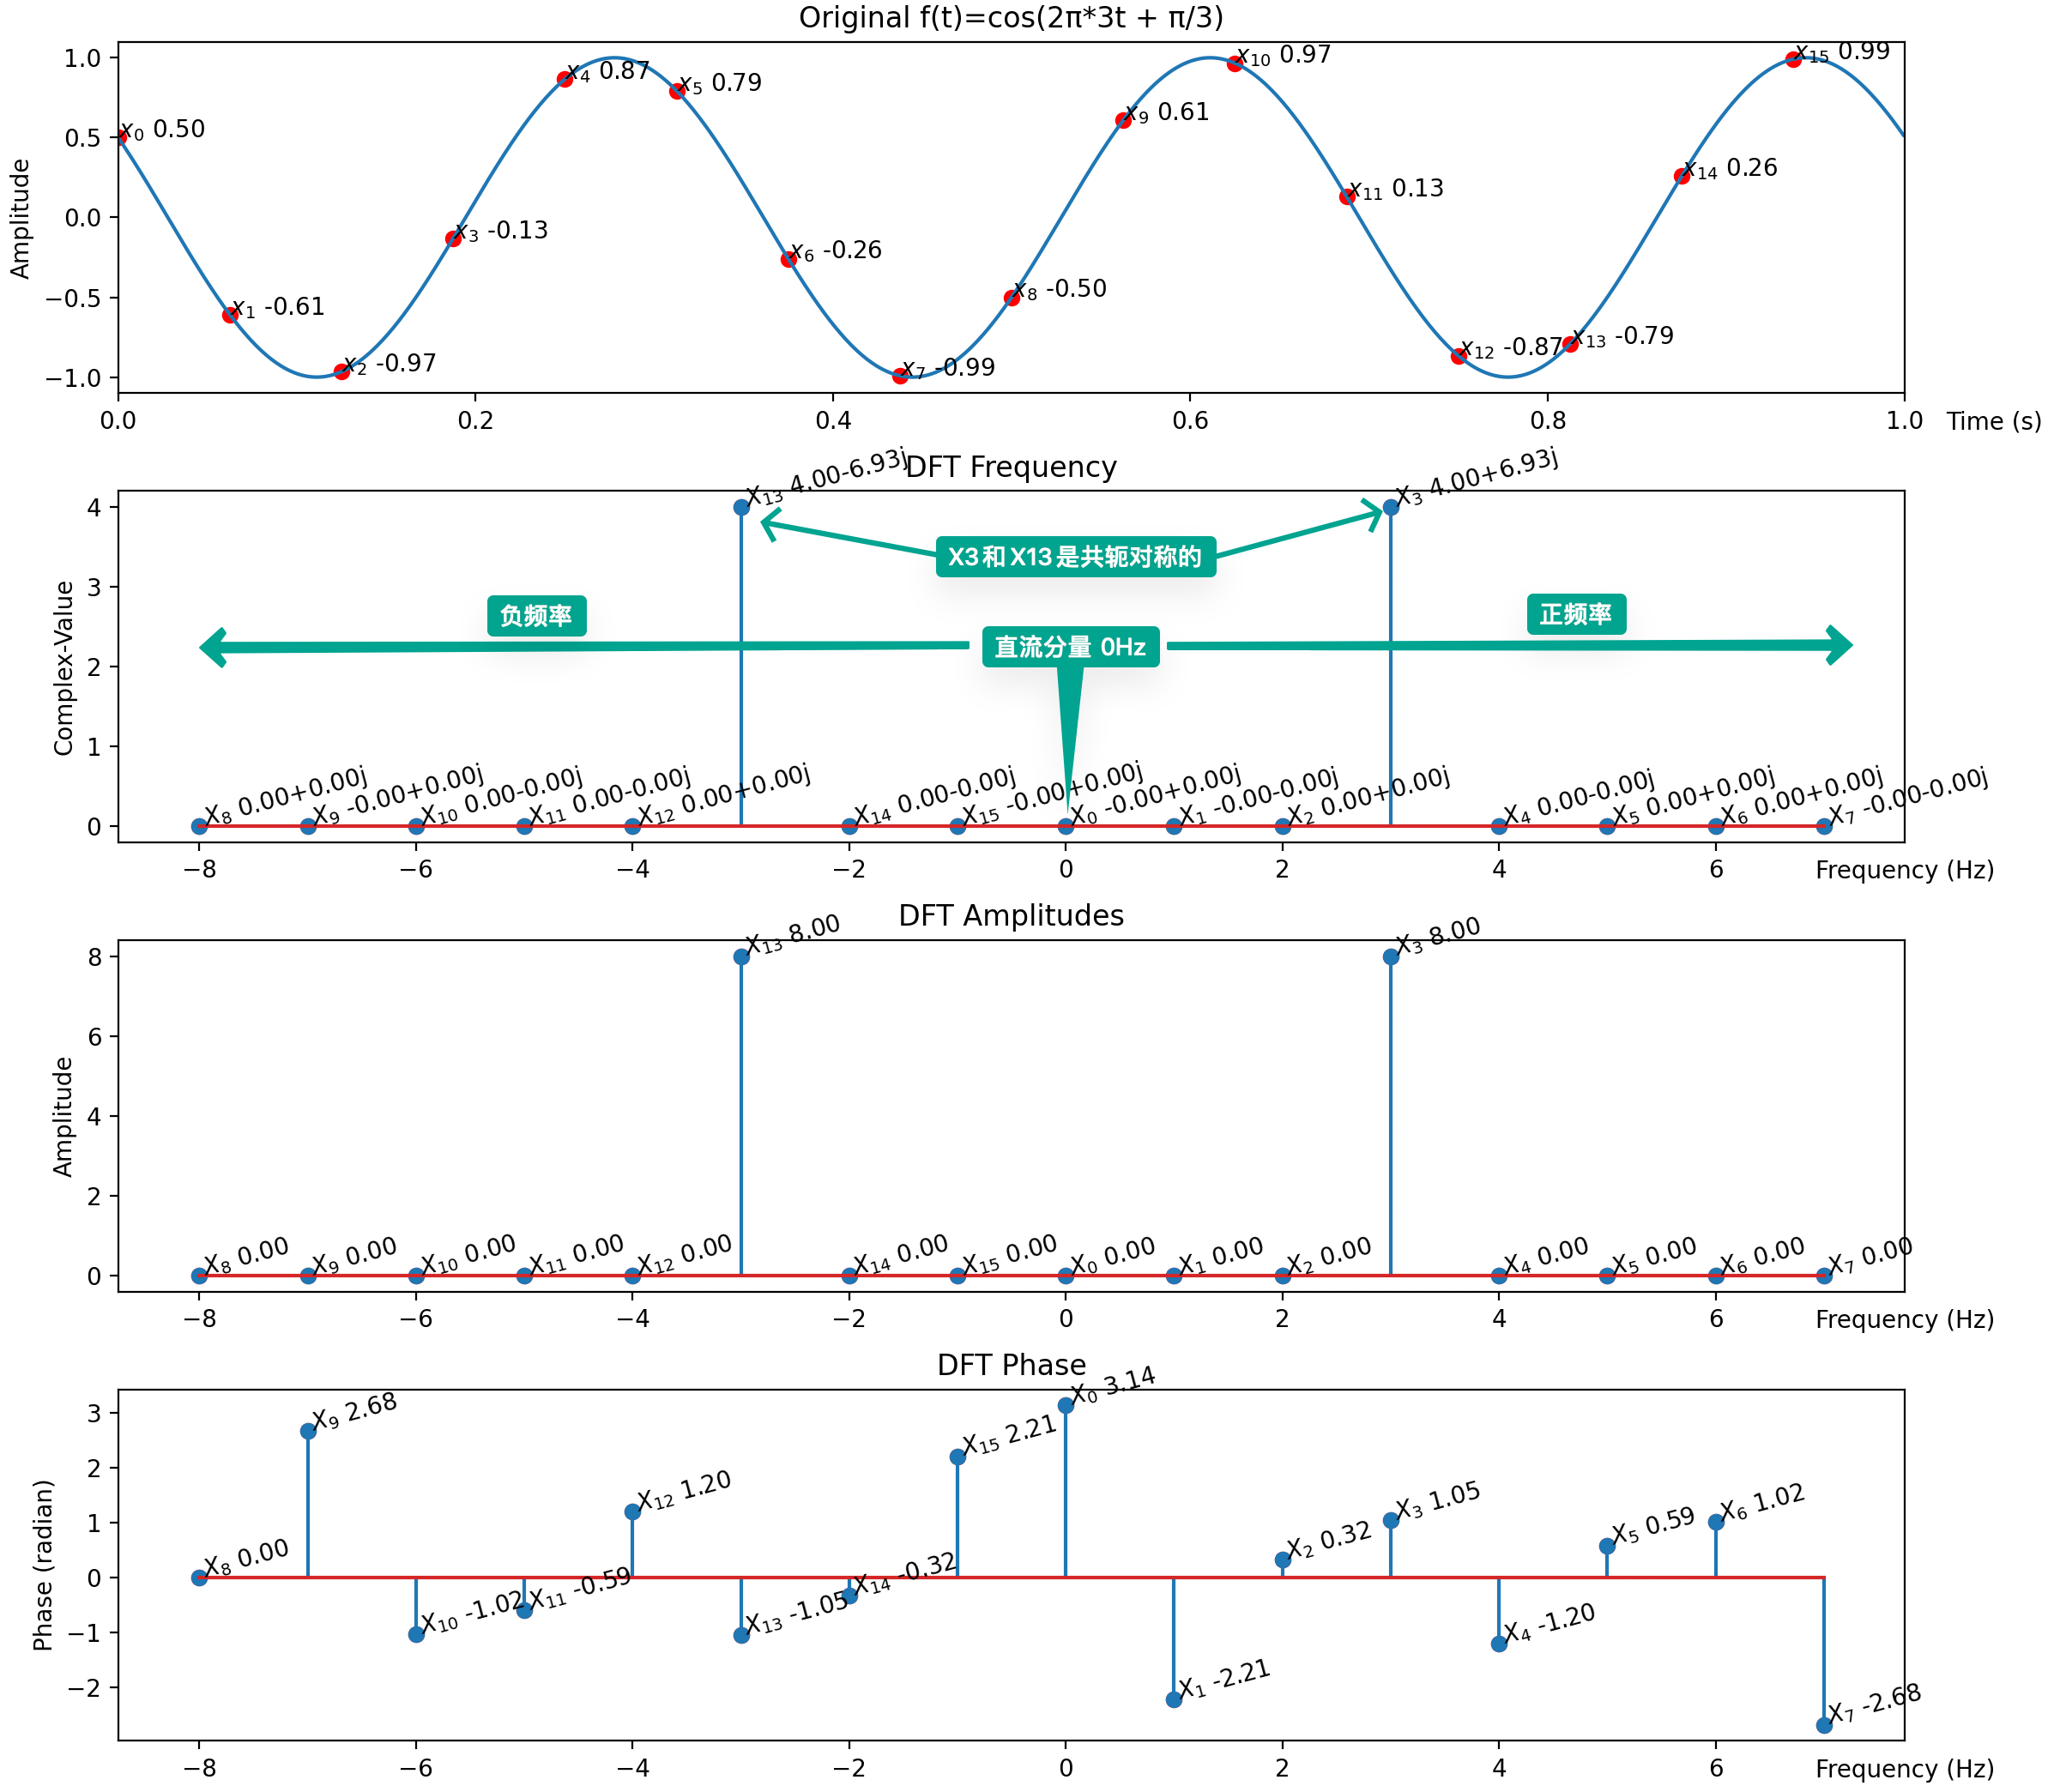 Original f(t)=cos(2π*3t + π/3)
Amplitude
1.0
0.5
0.0
−0.5
−1.0
x0 0.50
x1 -0.61
x2 -0.97
x3 -0.13
x4 0.87
x5 0.79
x6 -0.26
x7 -0.99
x8 -0.50
x9 0.61
x10 0.97
x11 0.13
x12 -0.87
x13 -0.79
x14 0.26
x15 0.99
0.0 0.2 0.4 0.6 0.8 1.0 Time (s)
DFT Frequency
Complex-Value
4
3
2
1
0
X13 4.00-6.93j
X3 4.00+6.93j
X3和X13是共轭对称的
负频率
正频率
直流分量 0Hz
X8 0.00+0.00j
X9 -0.00+0.00j
X10 0.00-0.00j
X11 0.00-0.00j
X12 0.00+0.00j
X14 0.00-0.00j
X15 -0.00+0.00j
X0 -0.00+0.00j
X1 -0.00-0.00j
X2 0.00+0.00j
X4 0.00-0.00j
X5 0.00+0.00j
X6 0.00+0.00j
X7 -0.00-0.00j
−8 −6 −4 −2 0 2 4 6 Frequency (Hz)
DFT Amplitudes
Amplitude
8
6
4
2
0
X13 8.00
X3 8.00
X8 0.00
X9 0.00
X10 0.00
X11 0.00
X12 0.00
X14 0.00
X15 0.00
X0 0.00
X1 0.00
X2 0.00
X4 0.00
X5 0.00
X6 0.00
X7 0.00
−8 −6 −4 −2 0 2 4 6 Frequency (Hz)
DFT Phase
Phase (radian)
3
2
1
0
−1
−2
X8 0.00
X9 2.68
X10 -1.02
X11 -0.59
X12 1.20
X13 -1.05
X14 -0.32
X15 2.21
X0 3.14
X1 -2.21
X2 0.32
X3 1.05
X4 -1.20
X5 0.59
X6 1.02
X7 -2.68
−8 −6 −4 −2 0 2 4 6 Frequency (Hz)